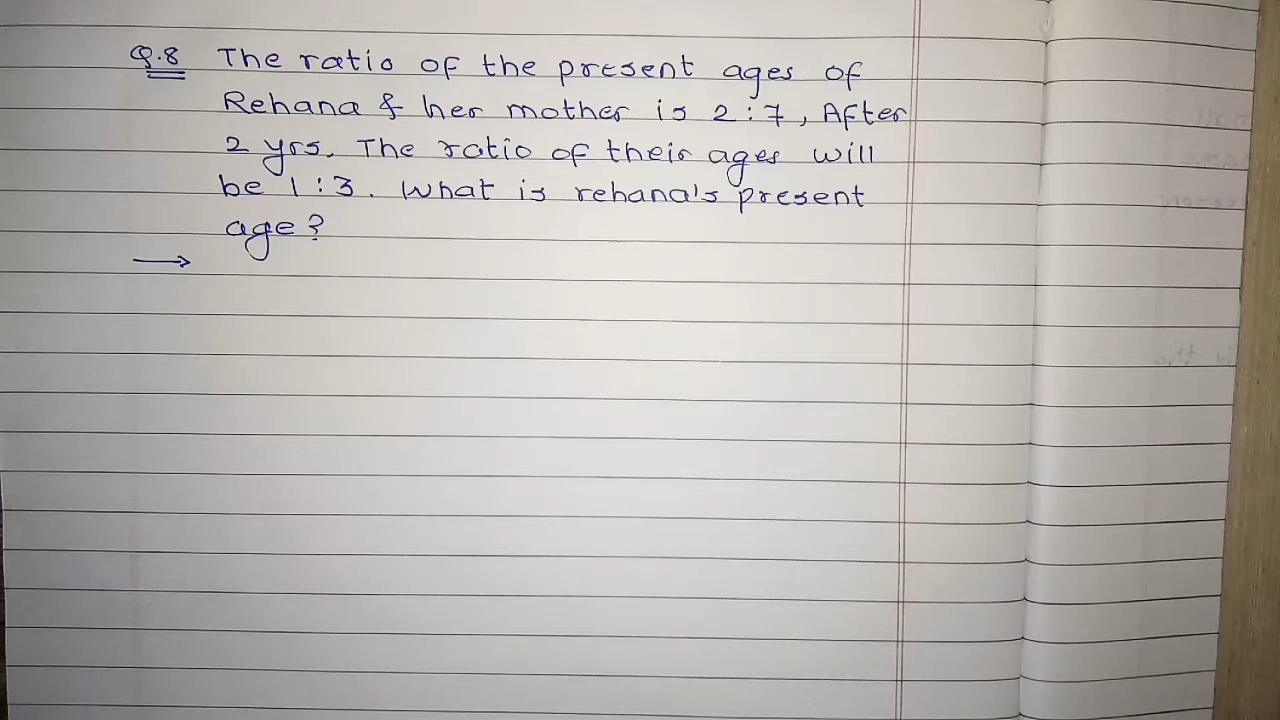 Q.8 The ratio of the present ages of
Rehana & her mother is 2:7, After
2 yrs. The ratio of their ages will
be 1:3. What is rehana's present
age?
→